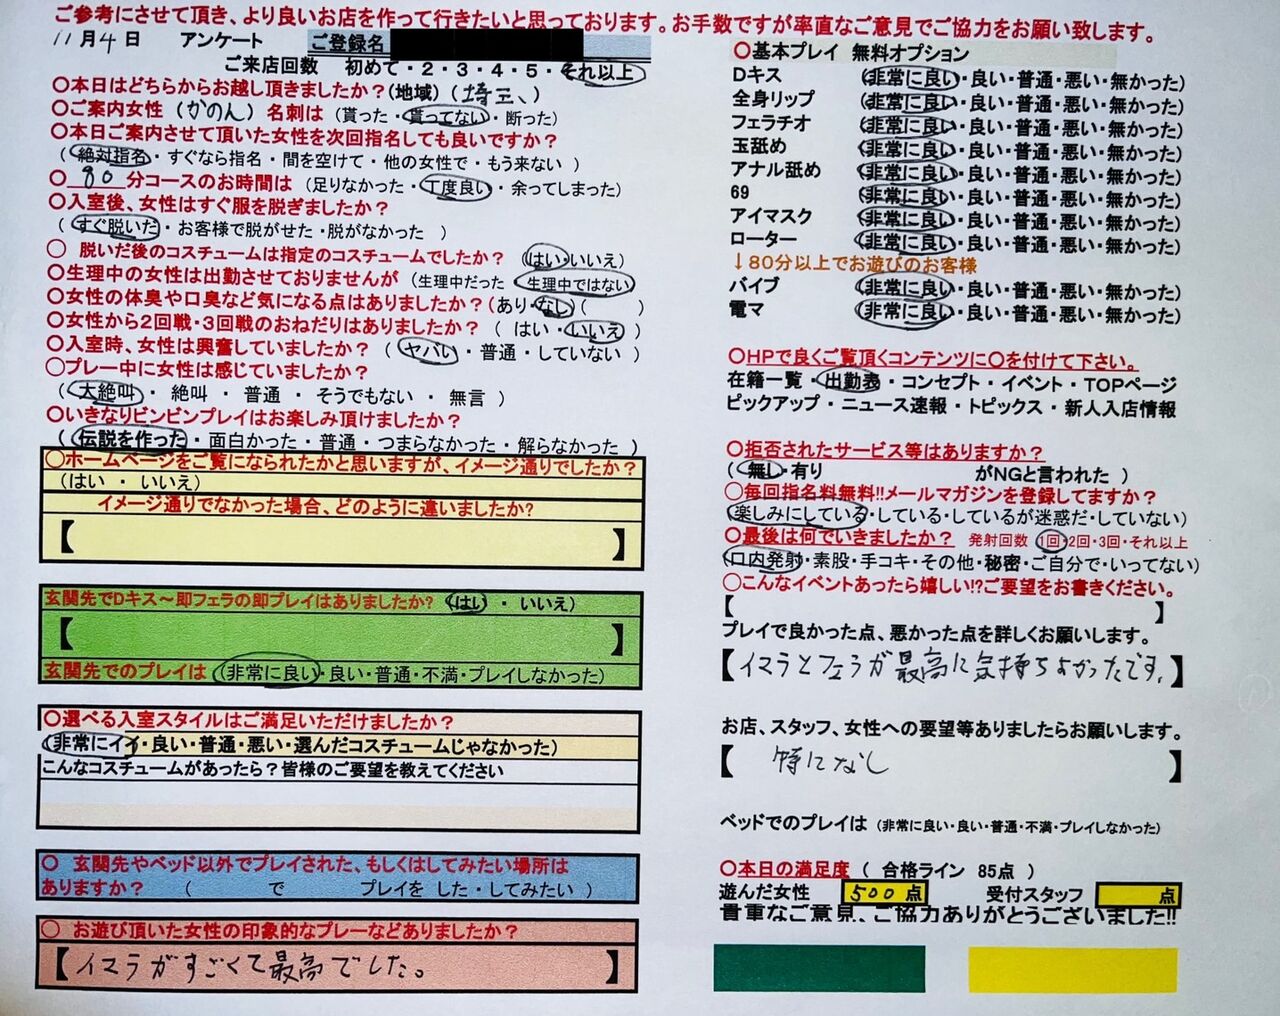 ご参考にさせて頂き、より良いお店を作って行きたいと思っております。お手数ですが率直なご意見でご協力をお願い致します。
11月4日 アンケート ご登録名
ご来店回数 初めて・2・3・4・5・それ以上
〇本日はどちらからお越し頂きましたか?(地域)(埼玉、)
〇ご案内女性(かのん)名刺は(貰った・貰ってない・断った)
〇本日ご案内させて頂いた女性を次回指名しても良いですか?
(絶対指名・すぐなら指名・間を空けて・他の女性で・もう来ない )
〇 80 分コースのお時間は(足りなかった・丁度良い・余ってしまった)
〇入室後、女性はすぐ服を脱ぎましたか?
(すぐ脱いだ・お客様で脱がせた・脱がなかった )
〇 脱いだ後のコスチュームは指定のコスチュームでしたか? (はい・いいえ)
〇生理中の女性は出勤させておりませんが(生理中だった 生理中ではない)
〇女性の体臭や口臭など気になる点はありましたか?(あり・なし( )
〇女性から2回戦・3回戦のおねだりはありましたか?( はい・いいえ )
〇入室時、女性は興奮していましたか?( ヤバい ・普通・していない )
〇プレー中に女性は感じていましたか?
(大絶叫・ 絶叫 ・ 普通 ・ そうでもない ・ 無言 )
〇いきなりビンビンプレイはお楽しみ頂けましたか?
( 伝説を作った・面白かった・普通・つまらなかった・解らなかった )
〇ホームページをご覧になられたかと思いますが、イメージ通りでしたか?
(はい ・ いいえ)
イメージ通りでなかった場合、どのように違いましたか?
【 】
玄関先でDキス〜即フェラの即プレイはありましたか? (はい ・ いいえ)
【 】
玄関先でのプレイは (非常に良い・良い・普通・不満・プレイしなかった)
〇選べる入室スタイルはご満足いただけましたか?
(非常にイイ・良い・普通・悪い・選んだコスチュームじゃなかった)
こんなコスチュームがあったら?皆様のご要望を教えてください
〇 玄関先やベッド以外でプレイされた、もしくはしてみたい場所は
ありますか? ( で プレイを した・してみたい )
〇 お遊び頂いた女性の印象的なプレーなどありましたか?
【イマラがすごくて最高でした。 】
〇基本プレイ 無料オプション
Dキス (非常に良い・良い・普通・悪い・無かった)
全身リップ (非常に良い・良い・普通・悪い・無かった)
フェラチオ (非常に良い・良い・普通・悪い・無かった)
玉舐め (非常に良い・良い・普通・悪い・無かった)
アナル舐め (非常に良い・良い・普通・悪い・無かった)
69 (非常に良い・良い・普通・悪い・無かった)
アイマスク (非常に良い・良い・普通・悪い・無かった)
ローター (非常に良い・良い・普通・悪い・無かった)
↓80分以上でお遊びのお客様
バイブ (非常に良い・良い・普通・悪い・無かった)
電マ (非常に良い・良い・普通・悪い・無かった)
〇HPで良くご覧頂くコンテンツに〇を付けて下さい。
在籍一覧・出勤表・コンセプト・イベント・TOPページ
ピックアップ・ニュース速報・トピックス・新人入店情報
〇拒否されたサービス等はありますか?
( 無し・有り がNGと言われた )
〇毎回指名料無料!!メールマガジンを登録してますか?
(楽しみにしている・している・しているが迷惑だ・していない)
〇最後は何でいきましたか? 発射回数 1回・2回・3回・それ以上
(口内発射・素股・手コキ・その他・秘密・ご自分で・いってない)
〇こんなイベントあったら嬉しい!?ご要望をお書きください。
【 】
プレイで良かった点、悪かった点を詳しくお願いします。
【イマラとフェラが最高に気持ちよかったです。】
お店、スタッフ、女性への要望等ありましたらお願いします。
【 特になし 】
ベッドでのプレイは (非常に良い・良い・普通・不満・プレイしなかった)
〇本日の満足度 ( 合格ライン 85点 )
遊んだ女性 500点 受付スタッフ 点
貴重なご意見、ご協力ありがとうございました!!